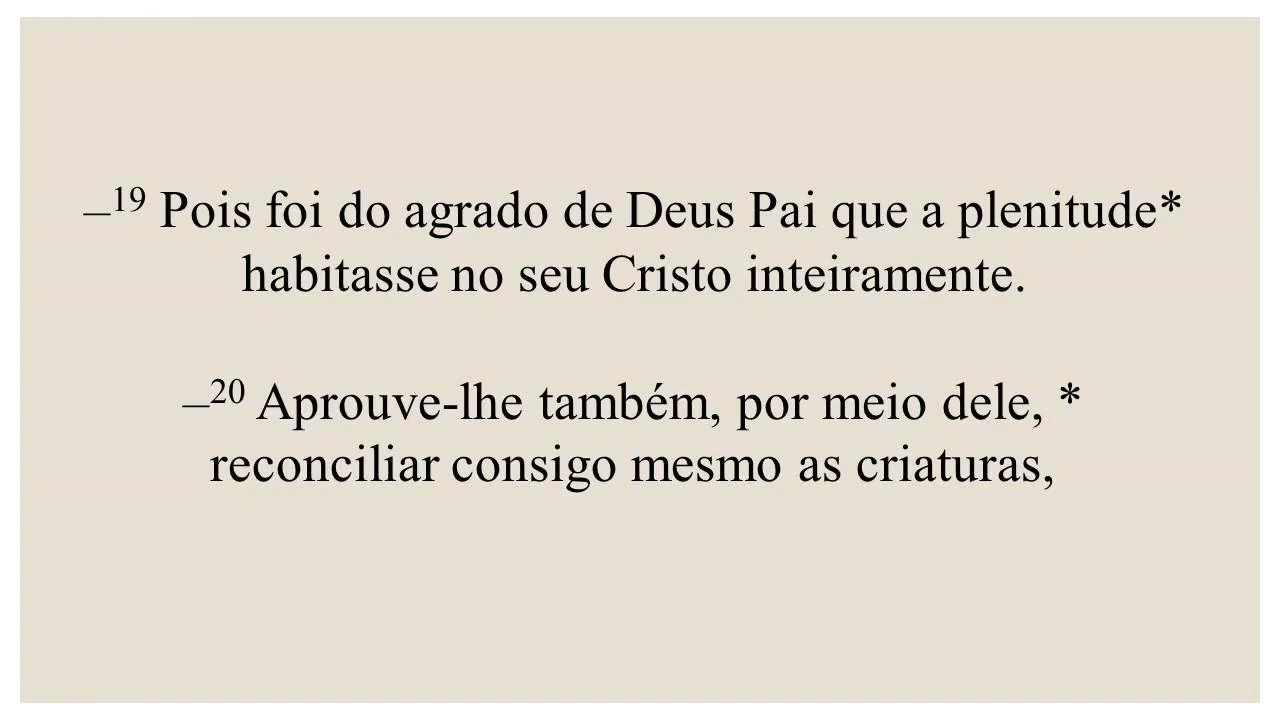 –19 Pois foi do agrado de Deus Pai que a plenitude*
habitasse no seu Cristo inteiramente.
–20 Aprouve-lhe também, por meio dele, *
reconciliar consigo mesmo as criaturas,